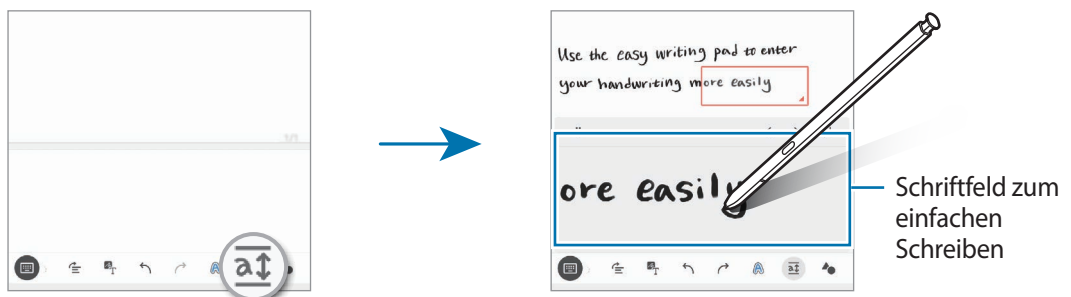 Use the easy writing pad to enter
your handwriting more easily
ore easily
Schriftfeld zum
einfachen
Schreiben